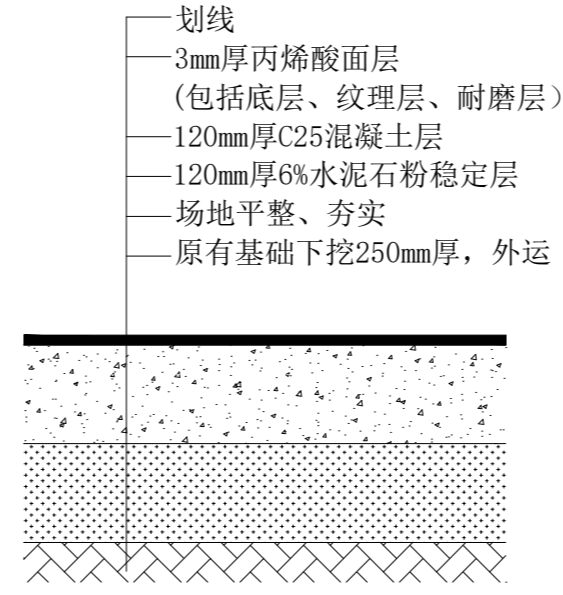 划线
3mm厚丙烯酸面层
(包括底层、纹理层、耐磨层）
120mm厚C25混凝土层
120mm厚6%水泥石粉稳定层
场地平整、夯实
原有基础下挖250mm厚，外运